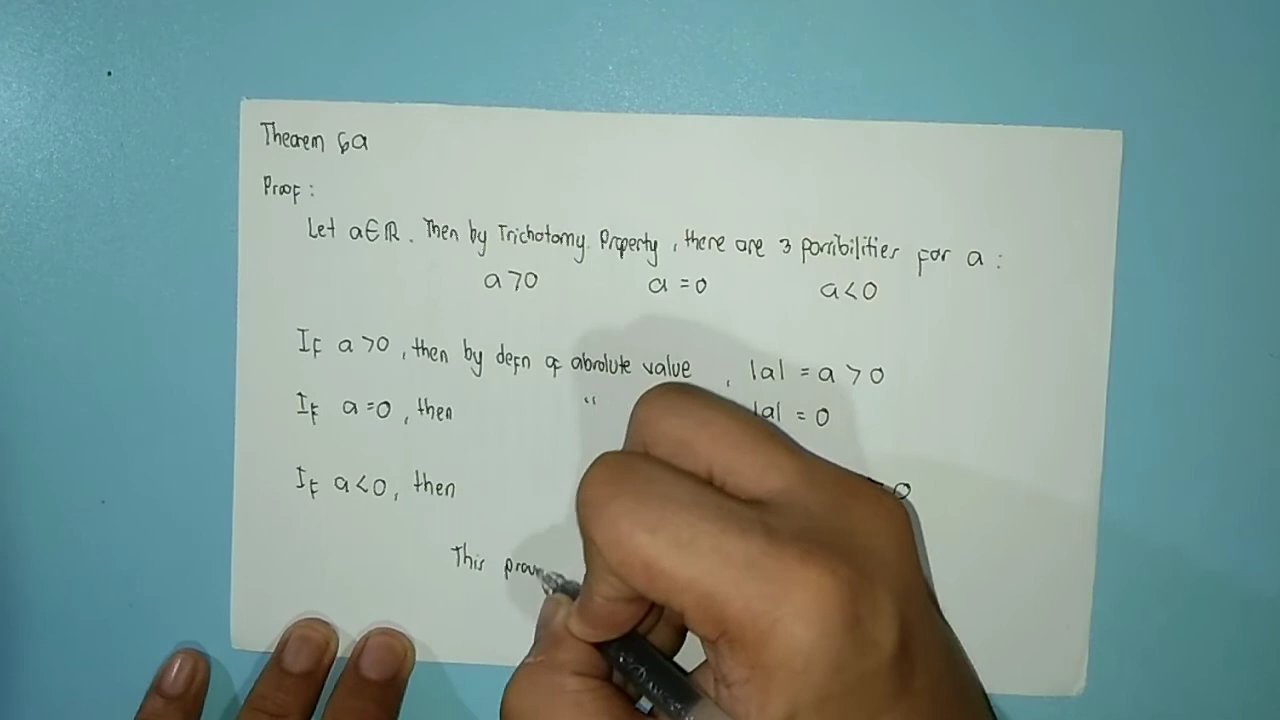 Theorem 6a
Proof :
Let a∈ℝ. Then by Trichotomy Property, there are 3 possibilities for a :
a > 0 a = 0 a < 0
If a > 0, then by defn of absolute value, |a| = a > 0
If a = 0, then " |a| = 0
If a < 0, then 0
This